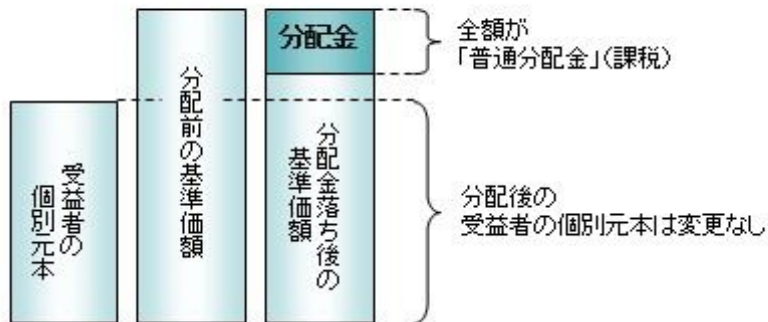 受益者の
個別元本
分配前の基準価額
分配金
分配金落ち後の
基準価額
全額が
「普通分配金」(課税)
分配後の
受益者の個別元本は変更なし